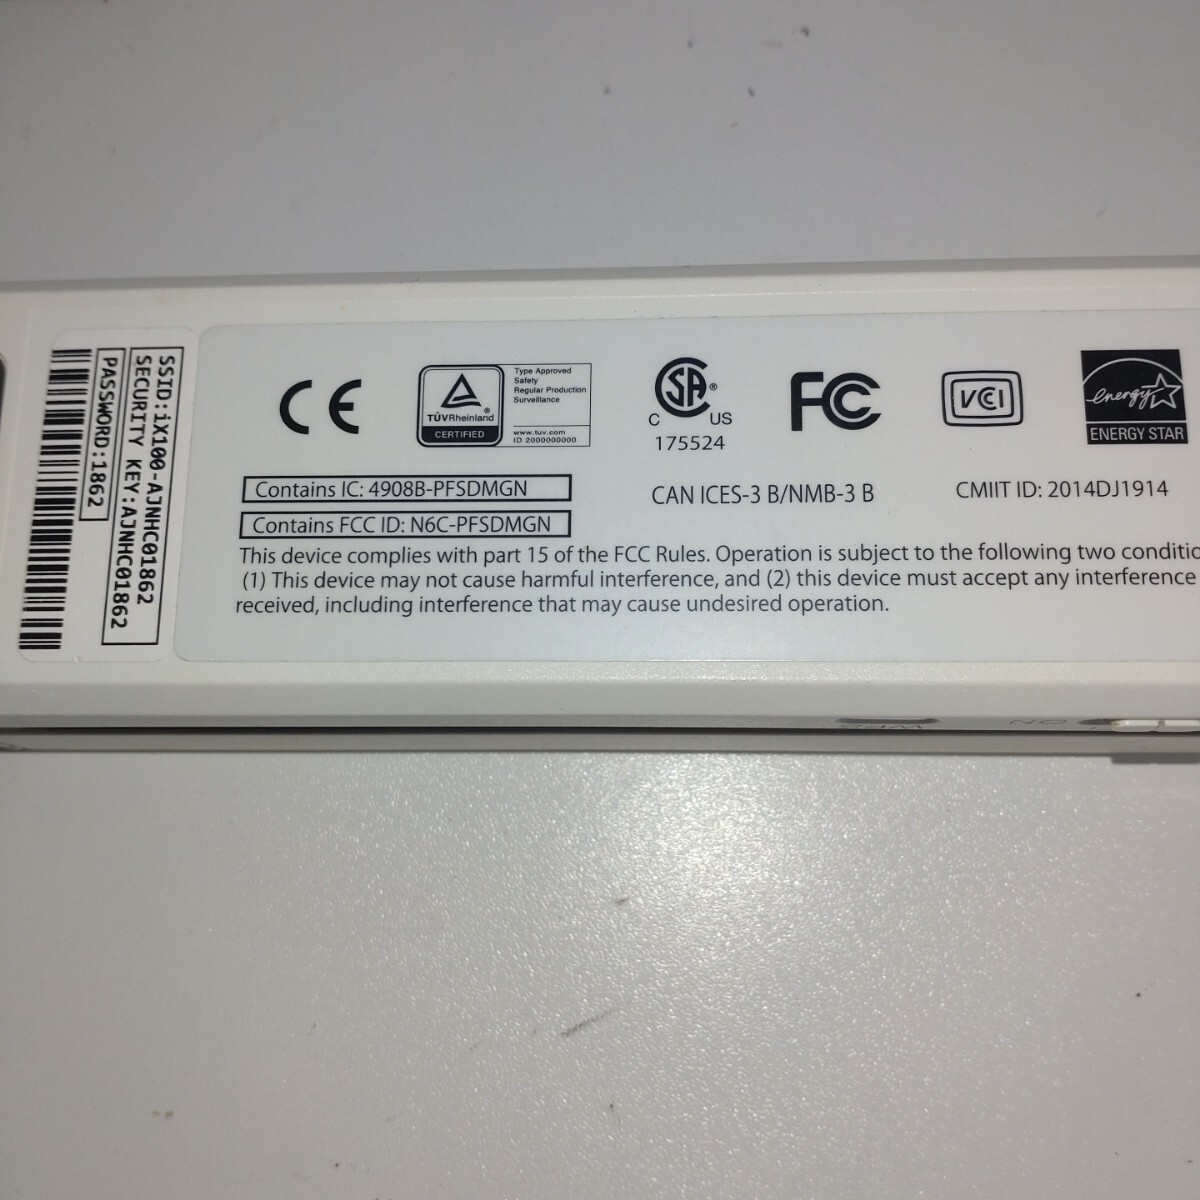 SSID:iX100-AJNHC01862
SECURITY KEY:AJNHC01862
PASSWORD:1862
CE
TÜVRheinland®
CERTIFIED
Type Approved
Safety
Regular Production
Surveillance
www.tuv.com
ID 2000000000
CSA®
C US
175524
FC
VCI
energy
ENERGY STAR
Contains IC: 4908B-PFSDMGN
CAN ICES-3 B/NMB-3 B
CMIIT ID: 2014DJ1914
Contains FCC ID: N6C-PFSDMGN
This device complies with part 15 of the FCC Rules. Operation is subject to the following two conditio
(1) This device may not cause harmful interference, and (2) this device must accept any interference
received, including interference that may cause undesired operation.
WPS
ON